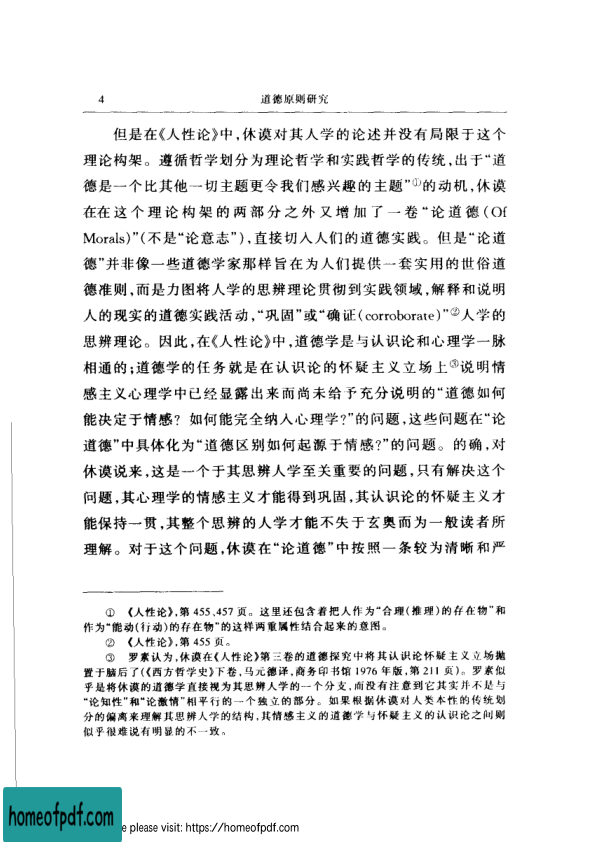 4 道德原则研究
但是在《人性论》中,休谟对其人学的论述并没有局限于这个
理论构架。遵循哲学划分为理论哲学和实践哲学的传统,出于“道
德是一个比其他一切主题更令我们感兴趣的主题”①的动机,休谟
在在这个理论构架的两部分之外又增加了一卷“论道德(Of
Morals)”(不是“论意志”),直接切入人们的道德实践。但是“论道
德”并非像一些道德学家那样旨在为人们提供一套实用的世俗道
德准则,而是力图将人学的思辨理论贯彻到实践领域,解释和说明
人的现实的道德实践活动,“巩固”或“确证(corroborate)”②人学的
思辨理论。因此,在《人性论》中,道德学是与认识论和心理学一脉
相通的;道德学的任务就是在认识论的怀疑主义立场上③说明情
感主义心理学中已经显露出来而尚未给予充分说明的“道德如何
能决定于情感?如何能完全纳人心理学?”的问题,这些问题在“论
道德”中具体化为“道德区别如何起源于情感?”的问题。的确,对
休谟说来,这是一个于其思辨人学至关重要的问题,只有解决这个
问题,其心理学的情感主义才能得到巩固,其认识论的怀疑主义才
能保持一贯,其整个思辨的人学才能不失于玄奥而为一般读者所
理解。对于这个问题,休谟在“论道德”中按照一条较为清晰和严
① 《人性论》,第 455、457 页。这里还包含着把人作为“合理(推理)的存在物”和
作为“能动(行动)的存在物”的这样两重属性结合起来的意图。
② 《人性论》,第 455 页。
③ 罗素认为,休谟在《人性论》第三卷的道德探究中将其认识论怀疑主义立场抛
置于脑后了(《西方哲学史》下卷,马元德译,商务印书馆 1976 年版,第 211 页)。罗素似
乎是将休谟的道德学直接视为其思辨人学的一个分支,而没有注意到它其实并不是与
“论知性”和“论激情”相平行的一个独立的部分。如果根据休谟对人类本性的传统划
分的偏离来理解其思辨人学的结构,其情感主义的道德学与怀疑主义的认识论之间则
似乎很难说有明显的不一致。
homeofpdf.com
e please visit: https://homeofpdf.com